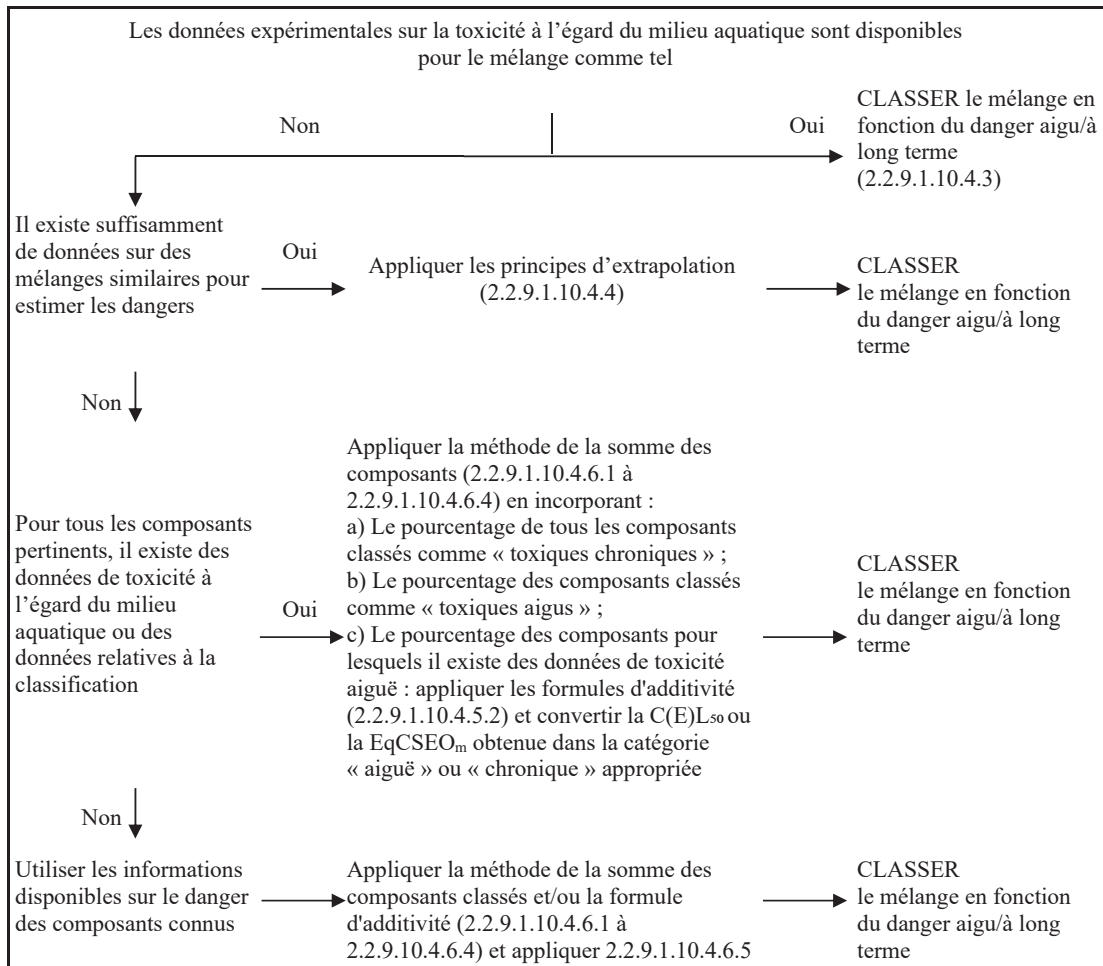 Les données expérimentales sur la toxicité à l’égard du milieu aquatique sont disponibles
pour le mélange comme tel
Non
Oui
CLASSER le mélange en
fonction du danger aigu/à
long terme
(2.2.9.1.10.4.3)
Il existe suffisamment
de données sur des
mélanges similaires pour
estimer les dangers
Oui
Appliquer les principes d’extrapolation
(2.2.9.1.10.4.4)
CLASSER
le mélange en fonction
du danger aigu/à long
terme
Non
Pour tous les composants
pertinents, il existe des
données de toxicité à
l’égard du milieu
aquatique ou des
données relatives à la
classification
Oui
Appliquer la méthode de la somme des
composants (2.2.9.1.10.4.6.1 à
2.2.9.1.10.4.6.4) en incorporant :
a) Le pourcentage de tous les composants
classés comme « toxiques chroniques » ;
b) Le pourcentage des composants classés
comme « toxiques aigus » ;
c) Le pourcentage des composants pour
lesquels il existe des données de toxicité
aiguë : appliquer les formules d'additivité
(2.2.9.1.10.4.5.2) et convertir la C(E)L₅₀ ou
la EqCSEOₘ obtenue dans la catégorie
« aiguë » ou « chronique » appropriée
CLASSER
le mélange en fonction
du danger aigu/à long
terme
Non
Utiliser les informations
disponibles sur le danger
des composants connus
Appliquer la méthode de la somme des
composants classés et/ou la formule
d'additivité (2.2.9.1.10.4.6.1 à
2.2.9.10.4.6.4) et appliquer 2.2.9.1.10.4.6.5
CLASSER
le mélange en fonction
du danger aigu/à long
terme